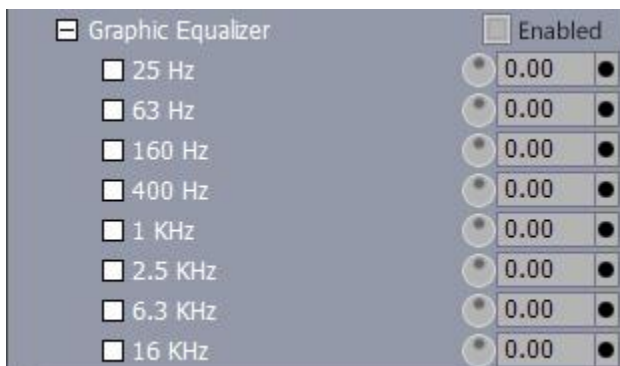 Graphic Equalizer Enabled
25 Hz 0.00
63 Hz 0.00
160 Hz 0.00
400 Hz 0.00
1 KHz 0.00
2.5 KHz 0.00
6.3 KHz 0.00
16 KHz 0.00